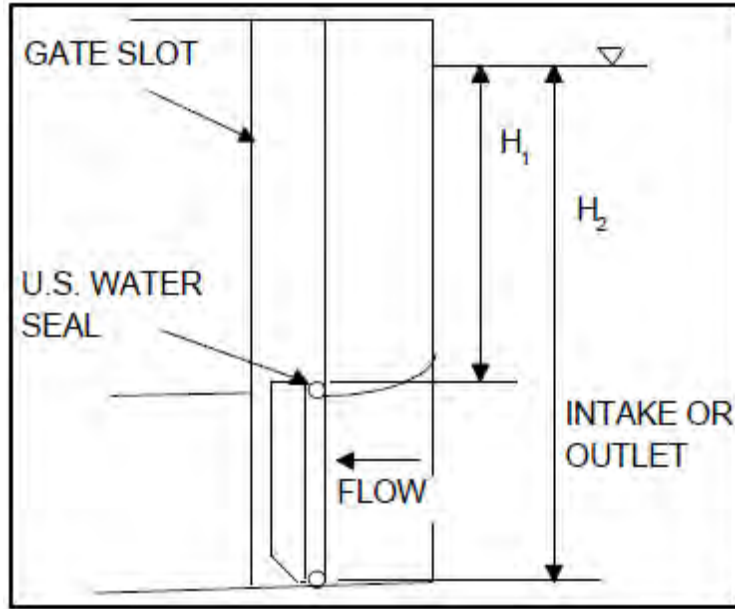 GATE SLOT
H₁
H₂
U.S. WATER
SEAL
INTAKE OR
OUTLET
FLOW